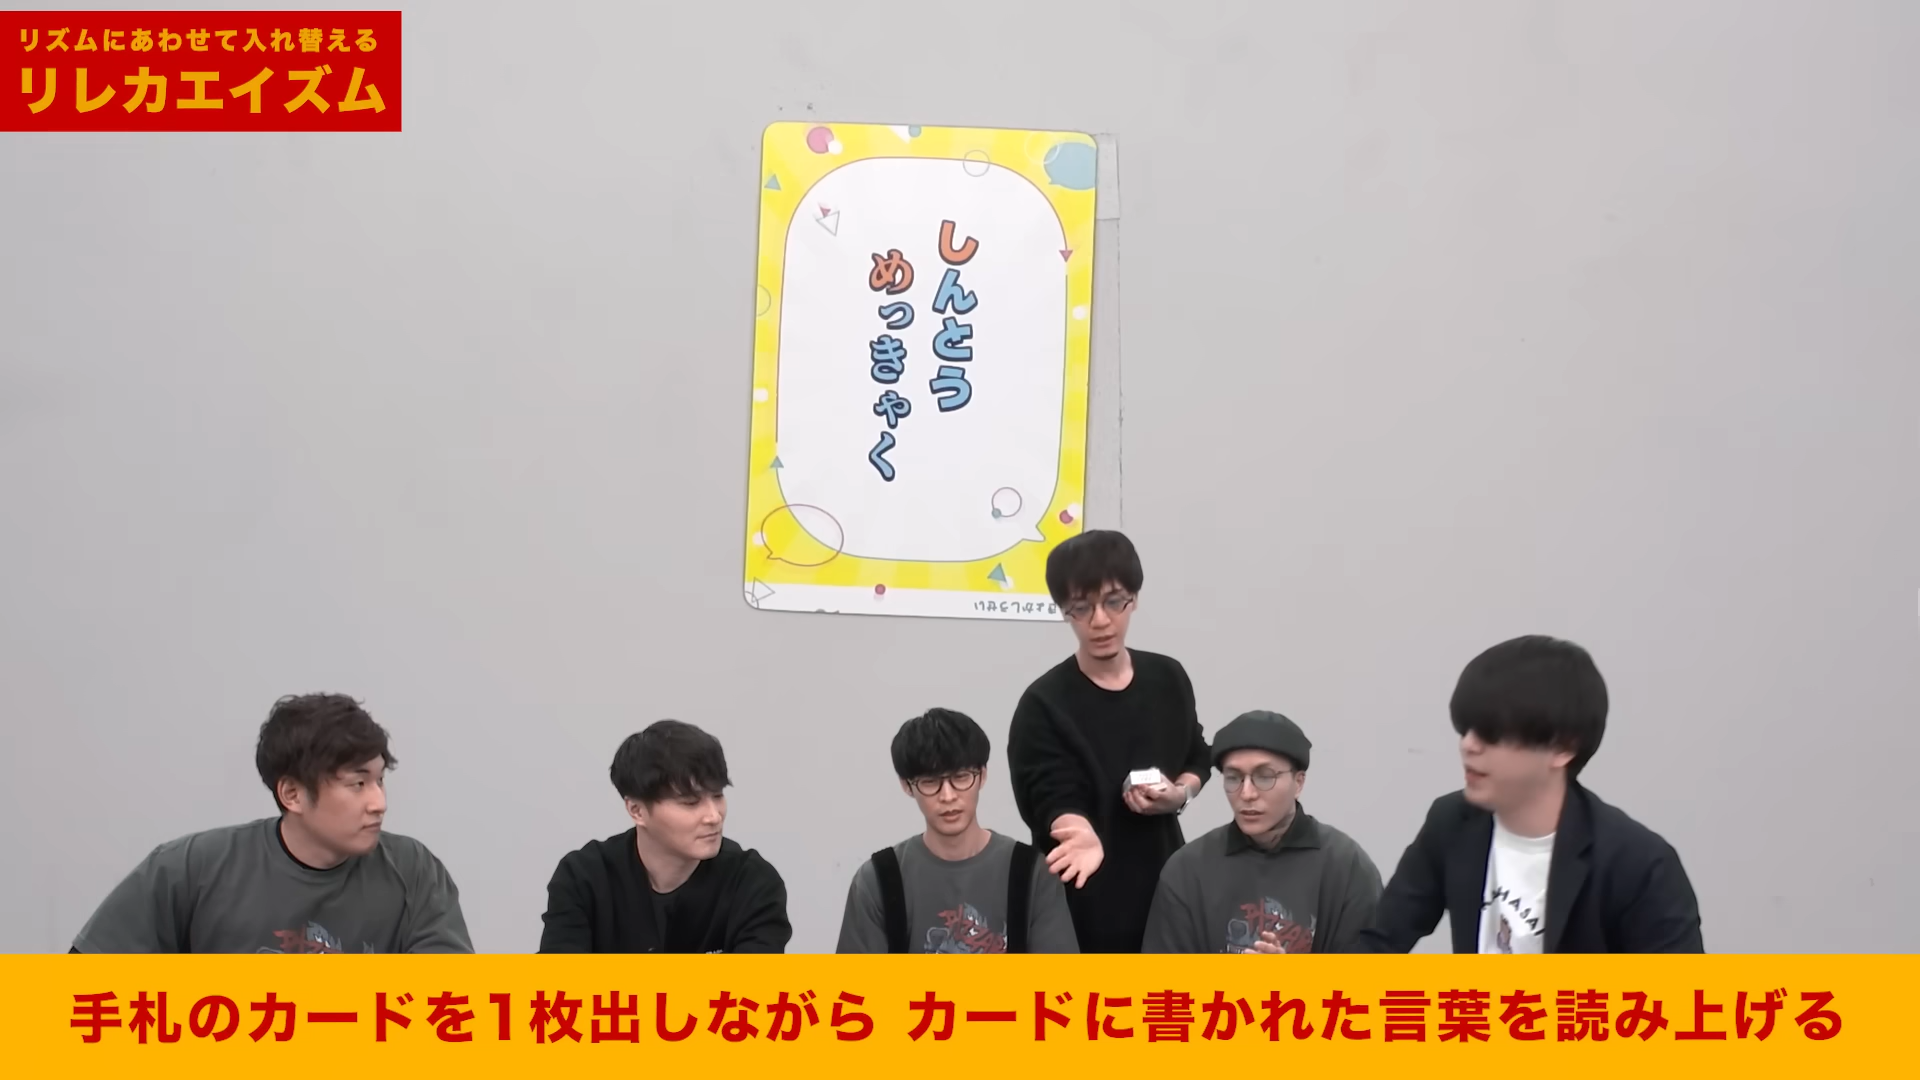 リズムにあわせて入れ替える
リレカエイズム
しんとう
めっきゃく
手札のカードを1枚出しながら カードに書かれた言葉を読み上げる